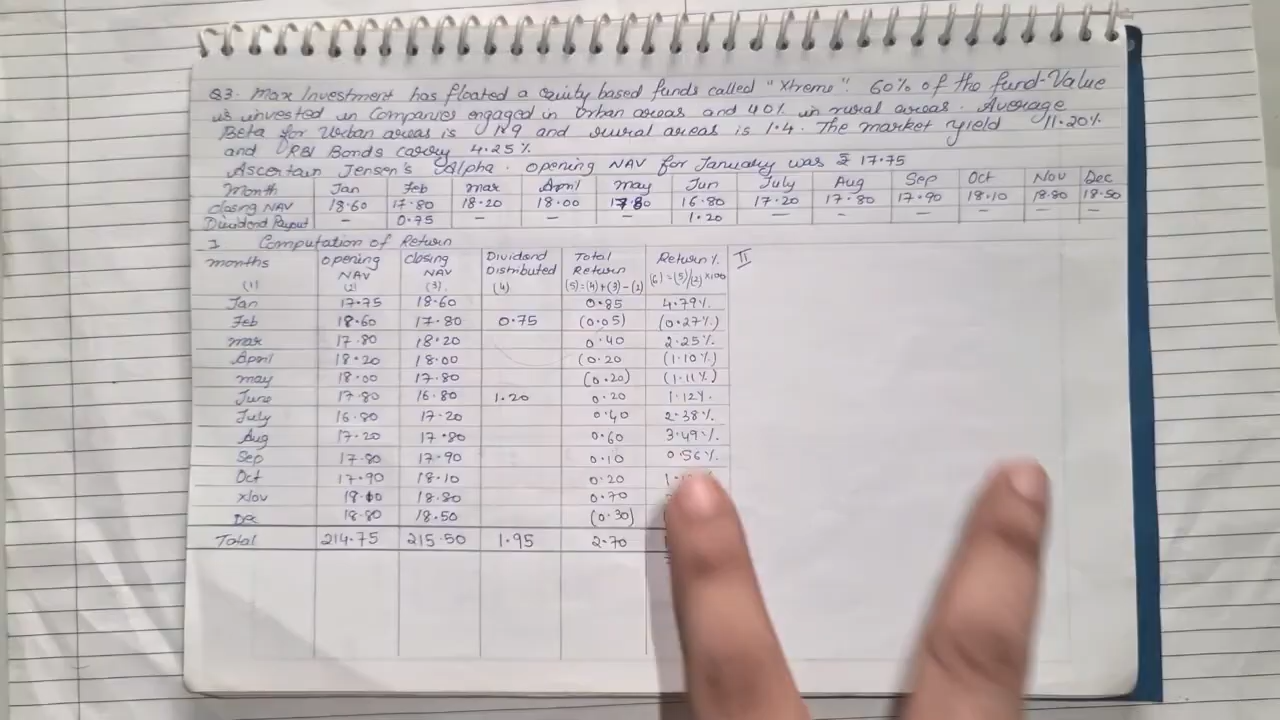 Q3. Max Investment has floated a equity based funds called "Xtreme". 60% of the fund-Value
is invested in Companies engaged in Urban areas and 40% in rural areas. Average
Beta for Urban areas is 1.9 and rural areas is 1.4. The market yield 11.20%
and RBI Bonds carry 4.25%.
Ascertain Jensen's Alpha. opening NAV for January was ₹ 17.75
Month Jan Feb mar April may Jun July Aug Sep Oct Nov Dec
closing NAV 18.60 17.80 18.20 18.00 17.80 16.80 17.20 17.80 17.90 18.10 18.80 18.50
Dividend Payout - 0.75 - - - 1.20 - - - - - -
I Computation of Return
months opening NAV closing NAV Dividend Distributed Total Return Return % II
(1) (2) (3) (4) (5)=(4)+(3)-(2) (6)=(5)/(2)×100
Jan 17.75 18.60 0.85 4.79%
Feb 18.60 17.80 0.75 (0.05) (0.27%)
mar 17.80 18.20 0.40 2.25%
April 18.20 18.00 (0.20 (1.10%)
may 18.00 17.80 (0.20) (1.11%)
June 17.80 16.80 1.20 0.20 1.12%
July 16.80 17.20 0.40 2.38%
Aug 17.20 17.80 0.60 3.49%
Sep 17.80 17.90 0.10 0.56%
Oct 17.90 18.10 0.20
Nov 18.10 18.80 0.70
Dec 18.80 18.50 (0.30)
Total 214.75 215.50 1.95 2.70